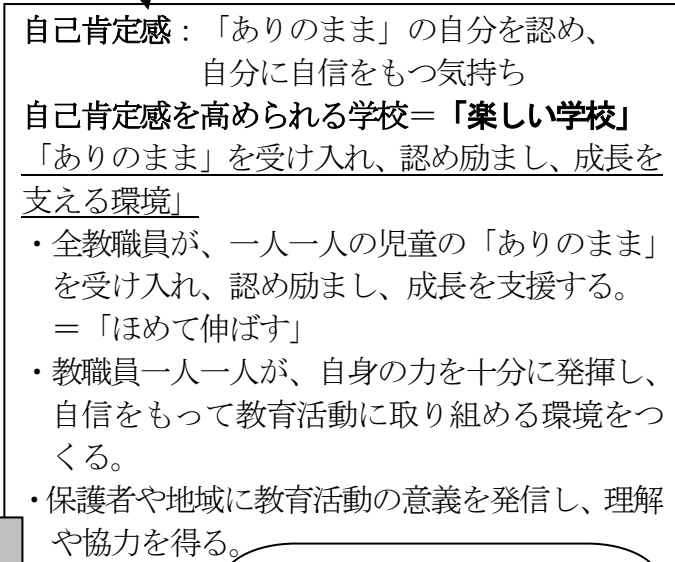 自己肯定感：「ありのまま」の自分を認め、
自分に自信をもつ気持ち
自己肯定感を高められる学校＝「楽しい学校」
「ありのまま」を受け入れ、認め励まし、成長を
支える環境」
・全教職員が、一人一人の児童の「ありのまま」
を受け入れ、認め励まし、成長を支援する。
＝「ほめて伸ばす」
・教職員一人一人が、自身の力を十分に発揮し、
自信をもって教育活動に取り組める環境をつ
くる。
・保護者や地域に教育活動の意義を発信し、理解
や協力を得る。